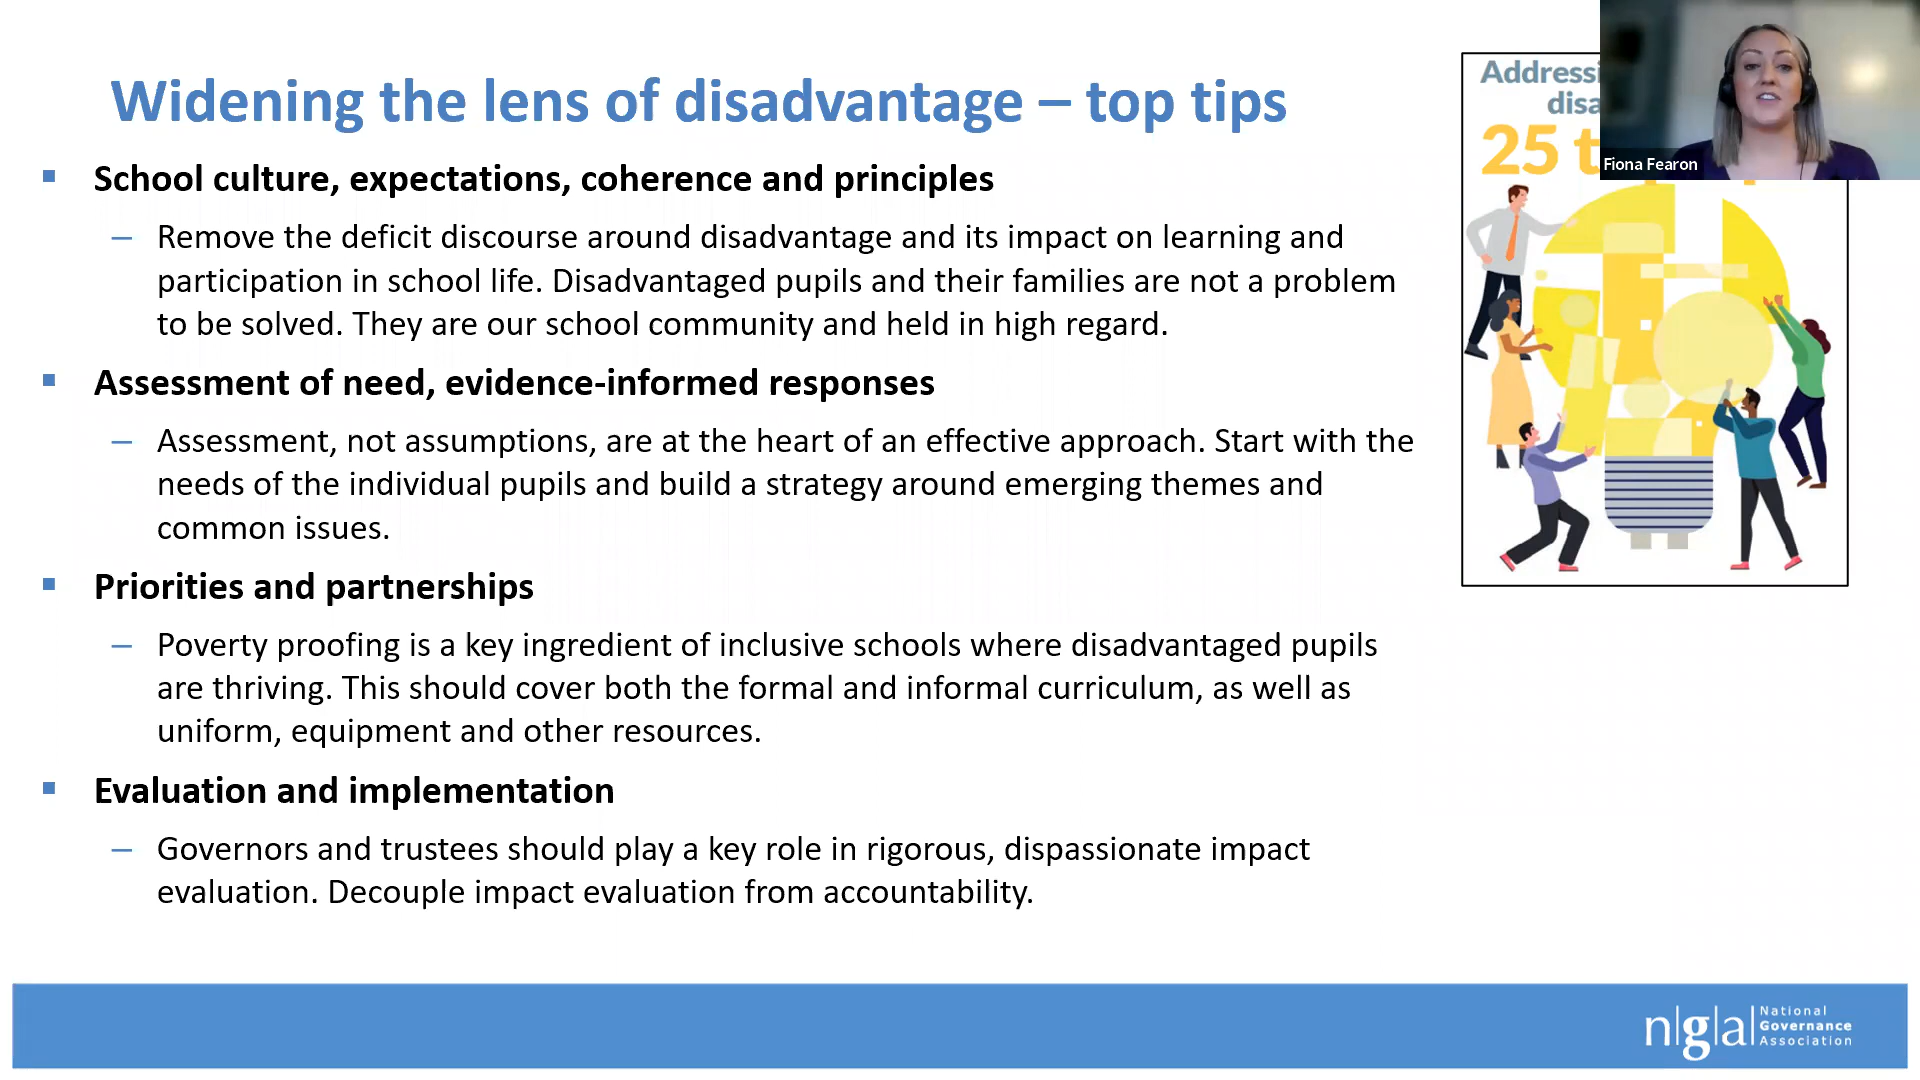 Widening the lens of disadvantage – top tips
School culture, expectations, coherence and principles
– Remove the deficit discourse around disadvantage and its impact on learning and
participation in school life. Disadvantaged pupils and their families are not a problem
to be solved. They are our school community and held in high regard.
Assessment of need, evidence-informed responses
– Assessment, not assumptions, are at the heart of an effective approach. Start with the
needs of the individual pupils and build a strategy around emerging themes and
common issues.
Priorities and partnerships
– Poverty proofing is a key ingredient of inclusive schools where disadvantaged pupils
are thriving. This should cover both the formal and informal curriculum, as well as
uniform, equipment and other resources.
Evaluation and implementation
– Governors and trustees should play a key role in rigorous, dispassionate impact
evaluation. Decouple impact evaluation from accountability.
25
Fiona Fearon
n|g|a
National
Governance
Association